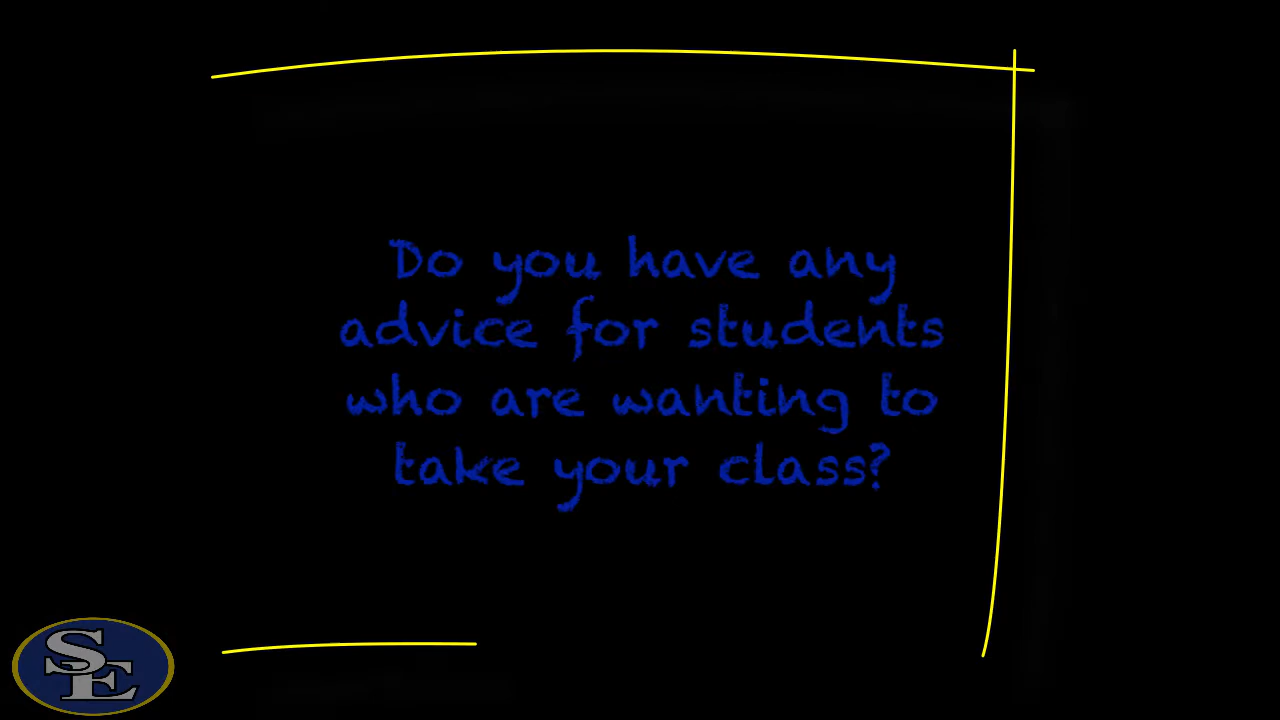 Do you have any
advice for students
who are wanting to
take your class?
SE